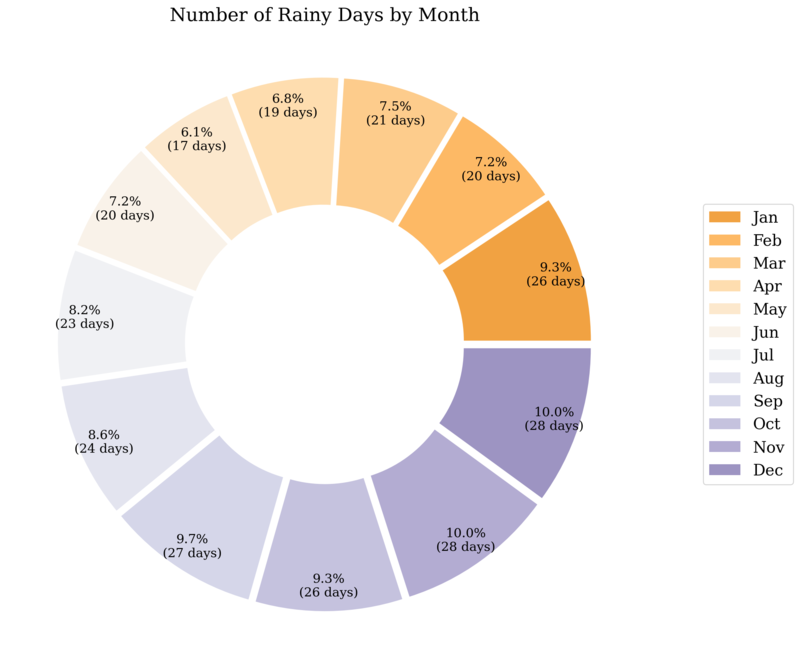 Number of Rainy Days by Month
6.8%
(19 days)
7.5%
(21 days)
6.1%
(17 days)
7.2%
(20 days)
7.2%
(20 days)
9.3%
(26 days)
8.2%
(23 days)
8.6%
(24 days)
10.0%
(28 days)
9.7%
(27 days)
10.0%
(28 days)
9.3%
(26 days)
Jan
Feb
Mar
Apr
May
Jun
Jul
Aug
Sep
Oct
Nov
Dec